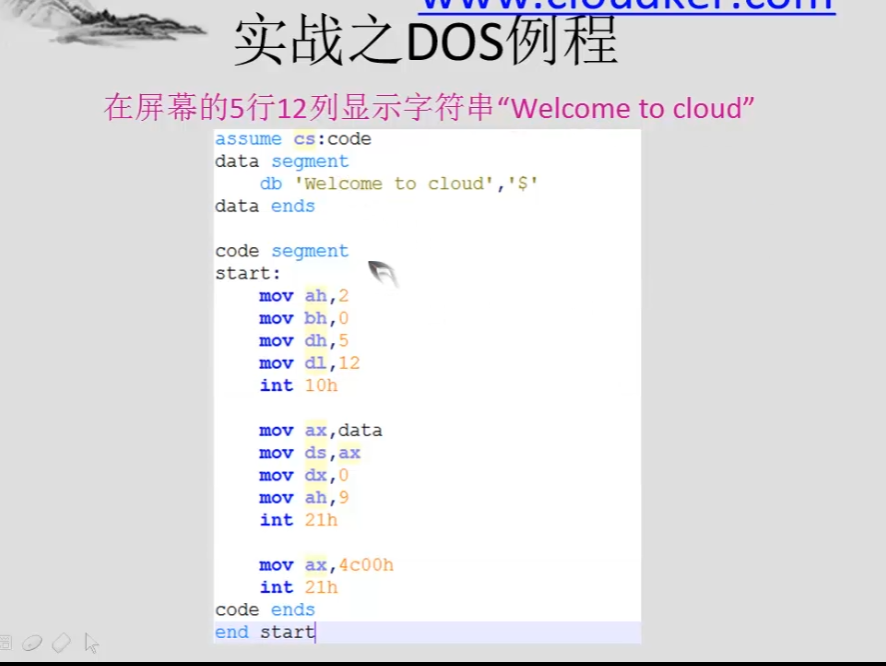 www.cloudker.com
实战之DOS例程
在屏幕的5行12列显示字符串“Welcome to cloud”
assume cs:code
data segment
    db 'Welcome to cloud','$'
data ends

code segment
start:
    mov ah,2
    mov bh,0
    mov dh,5
    mov dl,12
    int 10h

    mov ax,data
    mov ds,ax
    mov dx,0
    mov ah,9
    int 21h

    mov ax,4c00h
    int 21h
code ends
end start